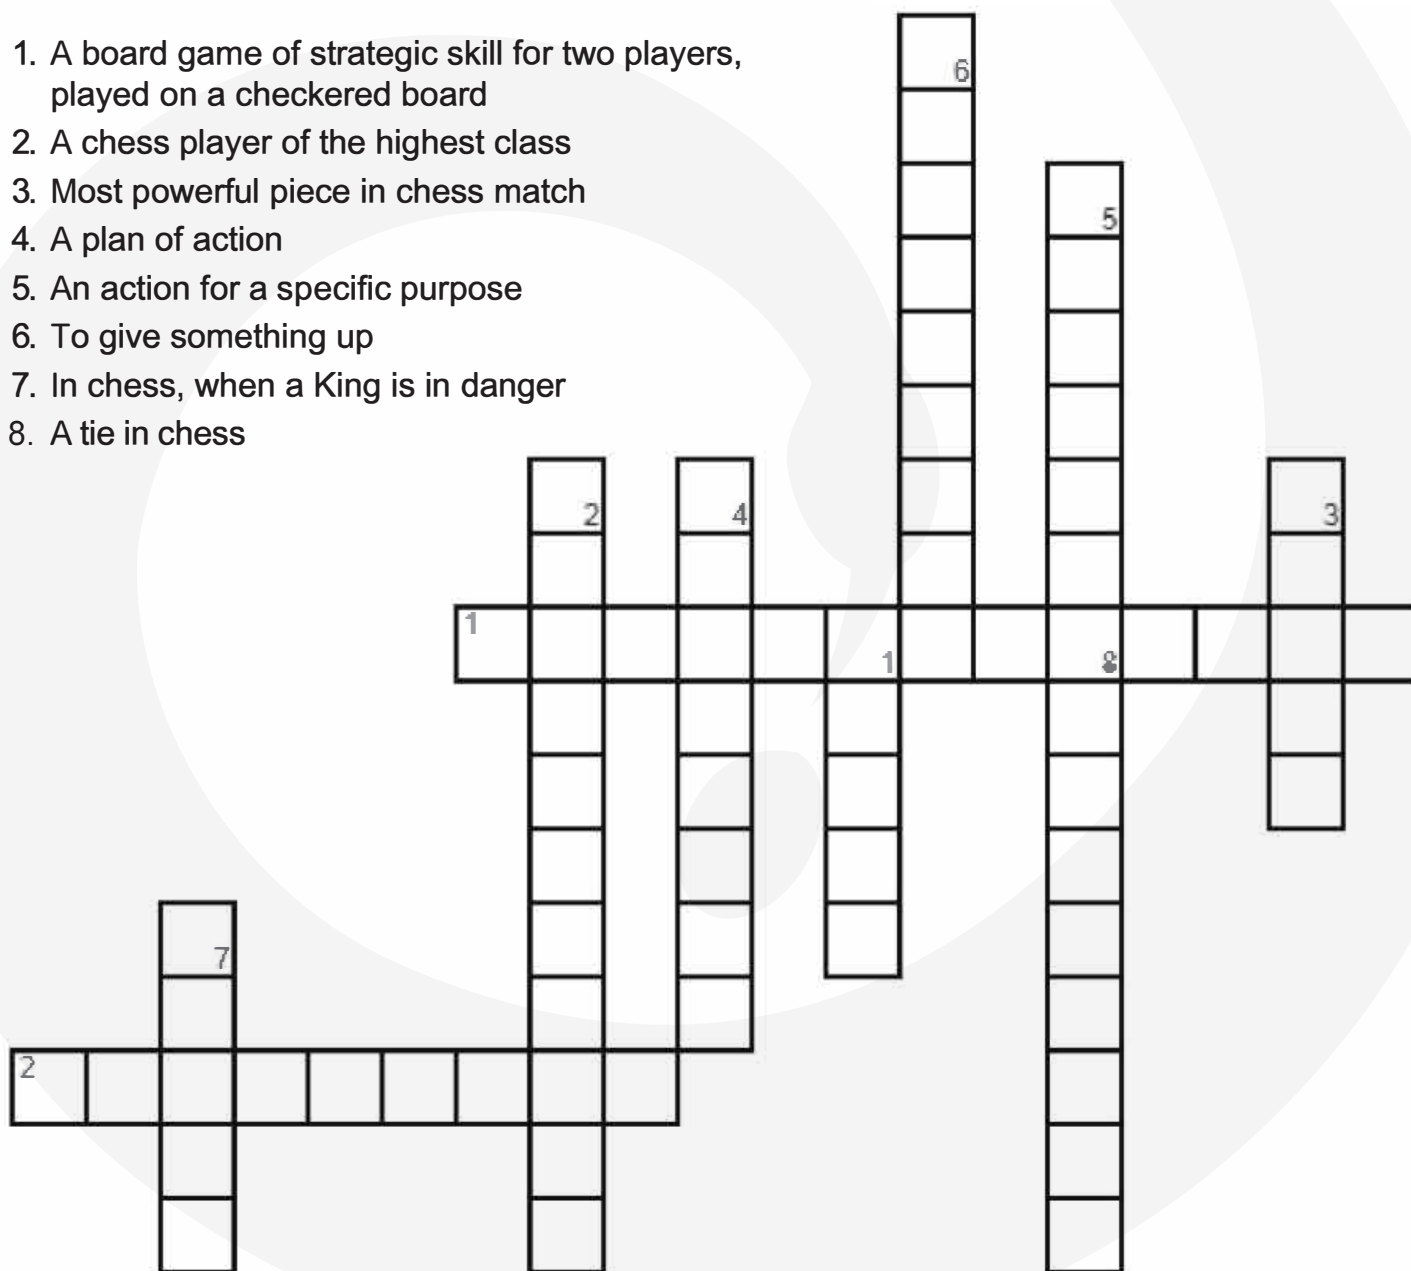 1. A board game of strategic skill for two players,
played on a checkered board
2. A chess player of the highest class
3. Most powerful piece in chess match
4. A plan of action
5. An action for a specific purpose
6. To give something up
7. In chess, when a King is in danger
8. A tie in chess
6
5
2
4
3
1
1
8
7
2